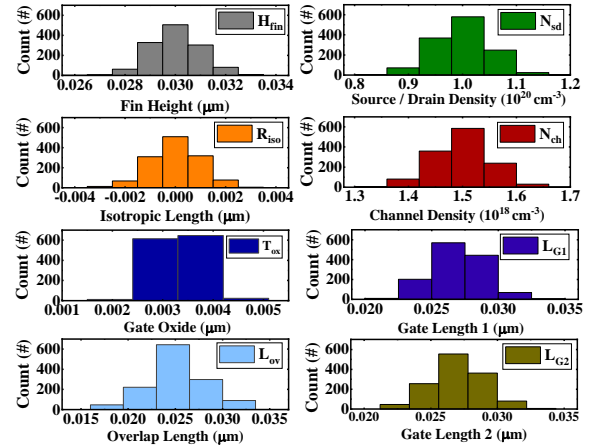 Count (#)
600
400
200
0
H_fin
0.026 0.028 0.030 0.032 0.034
Fin Height (μm)
Count (#)
600
400
200
0
N_sd
0.8 0.9 1.0 1.1 1.2
Source / Drain Density (10^20 cm^-3)
Count (#)
600
400
200
0
R_iso
-0.004 -0.002 0.000 0.002 0.004
Isotropic Length (μm)
Count (#)
600
400
200
0
N_ch
1.3 1.4 1.5 1.6 1.7
Channel Density (10^18 cm^-3)
Count (#)
600
400
200
0
T_ox
0.001 0.002 0.003 0.004 0.005
Gate Oxide (μm)
Count (#)
600
400
200
0
L_G1
0.020 0.025 0.030 0.035
Gate Length 1 (μm)
Count (#)
600
400
200
0
L_ov
0.015 0.020 0.025 0.030 0.035
Overlap Length (μm)
Count (#)
600
400
200
0
L_G2
0.020 0.025 0.030 0.035
Gate Length 2 (μm)